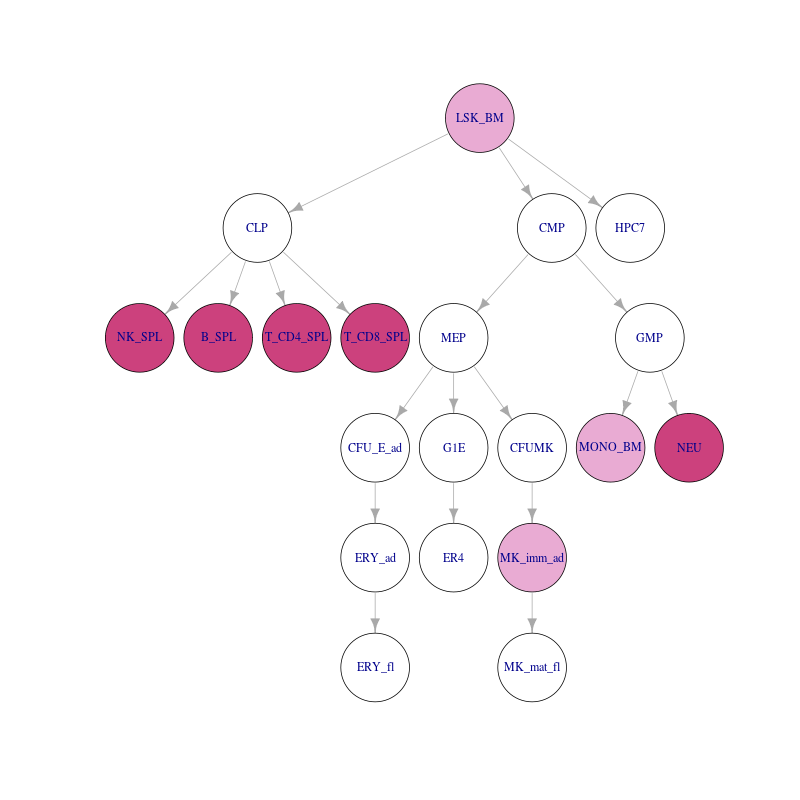 LSK_BM
CLP
CMP
HPC7
NK_SPL
B_SPL
T_CD4_SPL
T_CD8_SPL
MEP
GMP
CFU_E_ad
G1E
CFUMK
MONO_BM
NEU
ERY_ad
ER4
MK_imm_ad
ERY_fl
MK_mat_fl